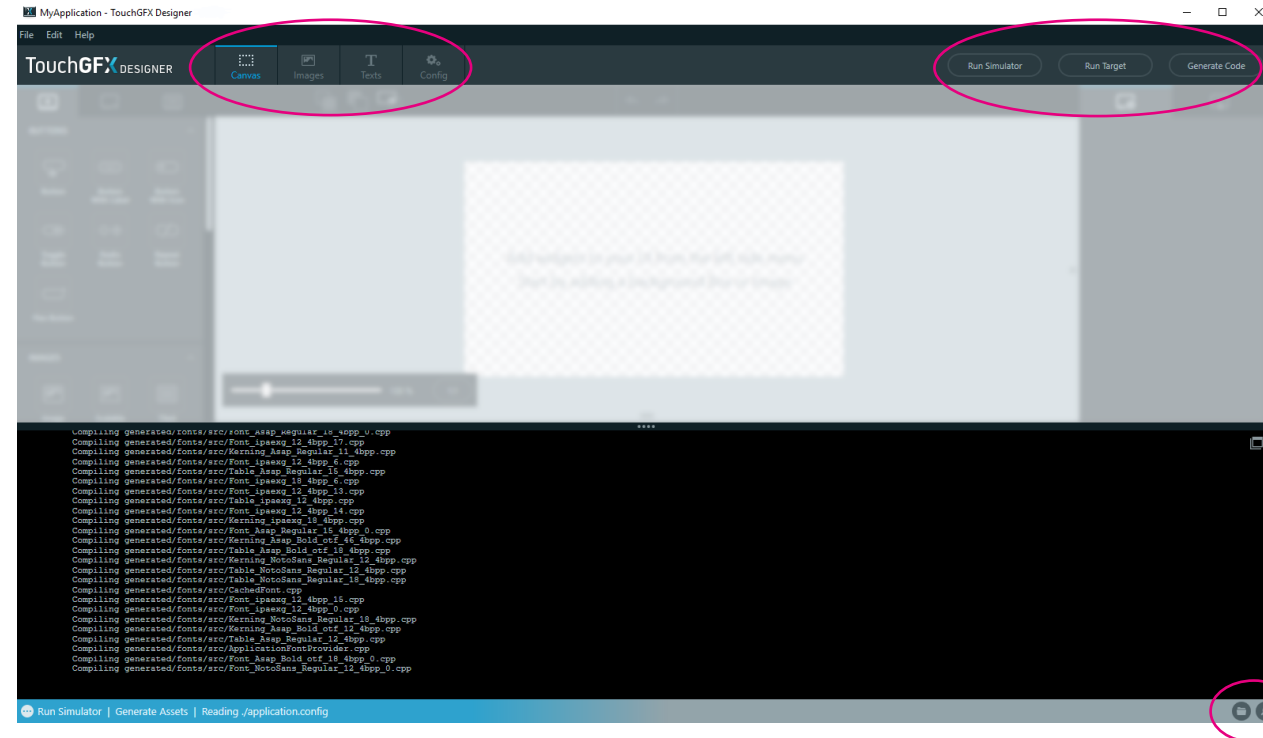 MyApplication - TouchGFX Designer
File Edit Help
TouchGFX DESIGNER
Canvas Images Texts Config
Run Simulator Run Target Generate Code
Compiling generated/fonts/src/Font_Asap_Regular_18_4bpp_0.cpp
Compiling generated/fonts/src/Font_ipaexg_12_4bpp_17.cpp
Compiling generated/fonts/src/Kerning_Asap_Regular_11_4bpp.cpp
Compiling generated/fonts/src/Font_ipaexg_12_4bpp_6.cpp
Compiling generated/fonts/src/Table_Asap_Regular_15_4bpp.cpp
Compiling generated/fonts/src/Font_ipaexg_18_4bpp_6.cpp
Compiling generated/fonts/src/Font_ipaexg_12_4bpp_13.cpp
Compiling generated/fonts/src/Table_ipaexg_12_4bpp.cpp
Compiling generated/fonts/src/Font_ipaexg_12_4bpp_14.cpp
Compiling generated/fonts/src/Kerning_ipaexg_18_4bpp.cpp
Compiling generated/fonts/src/Font_Asap_Regular_15_4bpp_0.cpp
Compiling generated/fonts/src/Kerning_Asap_Bold_otf_46_4bpp.cpp
Compiling generated/fonts/src/Table_Asap_Bold_otf_18_4bpp.cpp
Compiling generated/fonts/src/Kerning_NotoSans_Regular_12_4bpp.cpp
Compiling generated/fonts/src/Table_NotoSans_Regular_12_4bpp.cpp
Compiling generated/fonts/src/Table_NotoSans_Regular_18_4bpp.cpp
Compiling generated/fonts/src/CachedFont.cpp
Compiling generated/fonts/src/Font_ipaexg_12_4bpp_15.cpp
Compiling generated/fonts/src/Font_ipaexg_12_4bpp_0.cpp
Compiling generated/fonts/src/Kerning_NotoSans_Regular_18_4bpp.cpp
Compiling generated/fonts/src/Kerning_Asap_Bold_otf_12_4bpp.cpp
Compiling generated/fonts/src/Table_Asap_Regular_12_4bpp.cpp
Compiling generated/fonts/src/ApplicationFontProvider.cpp
Compiling generated/fonts/src/Font_Asap_Bold_otf_18_4bpp_0.cpp
Compiling generated/fonts/src/Font_NotoSans_Regular_12_4bpp_0.cpp
Run Simulator | Generate Assets | Reading ./application.config